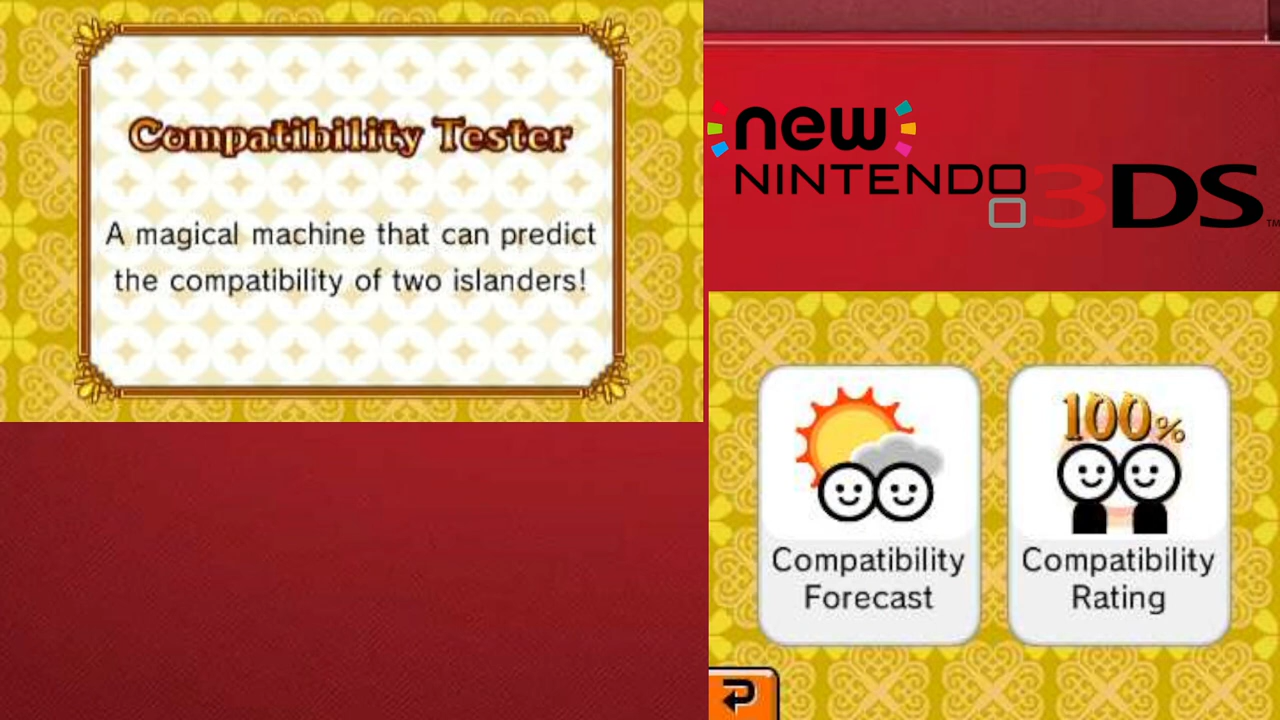 Compatibility Tester
A magical machine that can predict
the compatibility of two islanders!
new
NINTENDO 3DS
TM
100%
Compatibility
Forecast
Compatibility
Rating